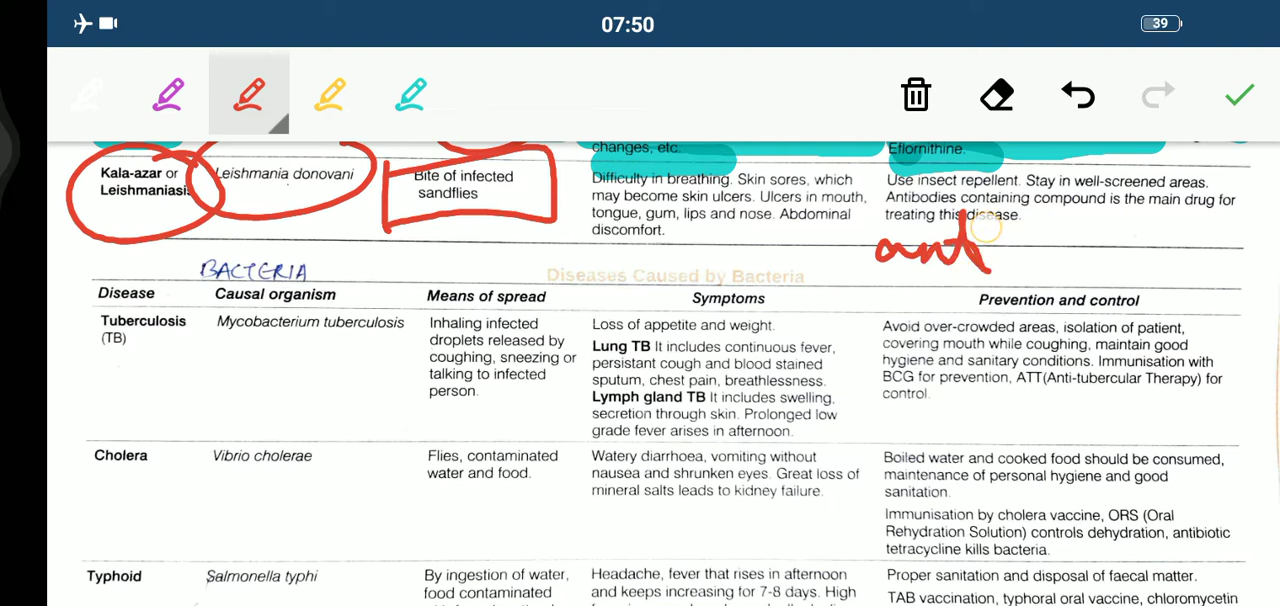 07:50
39
changes, etc.
Eflornithine.
Kala-azar or
Leishmaniasis
Leishmania donovani
Bite of infected
sandflies
Difficulty in breathing. Skin sores, which
may become skin ulcers. Ulcers in mouth,
tongue, gum, lips and nose. Abdominal
discomfort.
Use insect repellent. Stay in well-screened areas.
Antibodies containing compound is the main drug for
treating this disease.
ant
BACTERIA
Diseases Caused by Bacteria
Disease
Causal organism
Means of spread
Symptoms
Prevention and control
Tuberculosis
(TB)
Mycobacterium tuberculosis
Inhaling infected
droplets released by
coughing, sneezing or
talking to infected
person.
Loss of appetite and weight.
Lung TB It includes continuous fever,
persistant cough and blood stained
sputum, chest pain, breathlessness.
Lymph gland TB It includes swelling,
secretion through skin. Prolonged low
grade fever arises in afternoon.
Avoid over-crowded areas, isolation of patient,
covering mouth while coughing, maintain good
hygiene and sanitary conditions. Immunisation with
BCG for prevention, ATT(Anti-tubercular Therapy) for
control.
Cholera
Vibrio cholerae
Flies, contaminated
water and food.
Watery diarrhoea, vomiting without
nausea and shrunken eyes. Great loss of
mineral salts leads to kidney failure.
Boiled water and cooked food should be consumed,
maintenance of personal hygiene and good
sanitation.
Immunisation by cholera vaccine, ORS (Oral
Rehydration Solution) controls dehydration, antibiotic
tetracycline kills bacteria.
Typhoid
Salmonella typhi
By ingestion of water,
food contaminated
Headache, fever that rises in afternoon
and keeps increasing for 7-8 days. High
Proper sanitation and disposal of faecal matter.
TAB vaccination, typhoral oral vaccine, chloromycetin